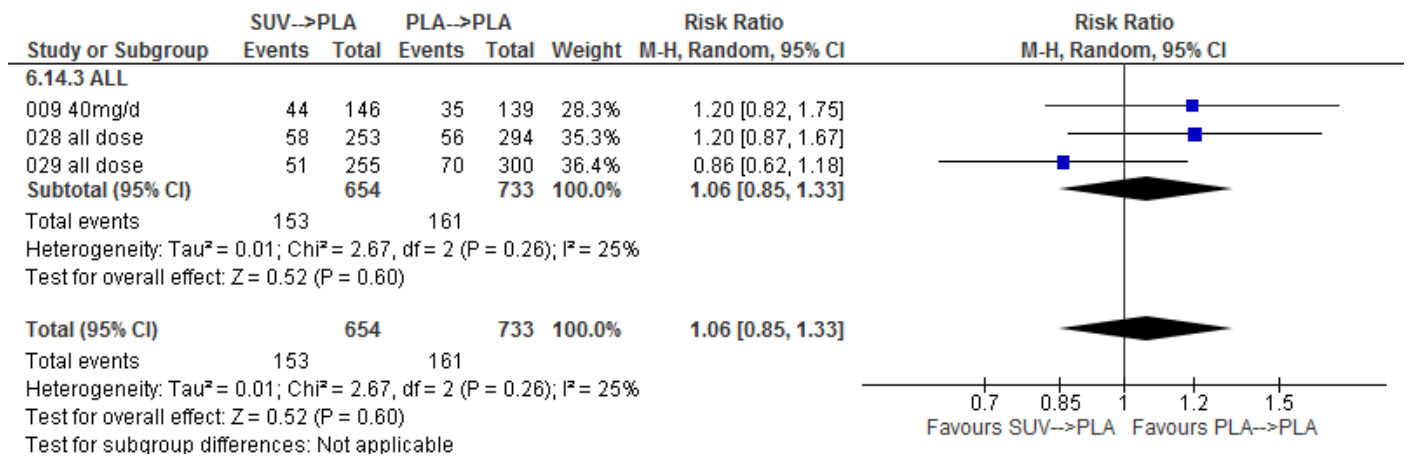 SUV-->PLA PLA-->PLA Risk Ratio Risk Ratio
Study or Subgroup Events Total Events Total Weight M-H, Random, 95% CI M-H, Random, 95% CI
6.14.3 ALL
009 40mg/d 44 146 35 139 28.3% 1.20 [0.82, 1.75]
028 all dose 58 253 56 294 35.3% 1.20 [0.87, 1.67]
029 all dose 51 255 70 300 36.4% 0.86 [0.62, 1.18]
Subtotal (95% CI) 654 733 100.0% 1.06 [0.85, 1.33]
Total events 153 161
Heterogeneity: Tau² = 0.01; Chi² = 2.67, df = 2 (P = 0.26); I² = 25%
Test for overall effect: Z = 0.52 (P = 0.60)
Total (95% CI) 654 733 100.0% 1.06 [0.85, 1.33]
Total events 153 161
Heterogeneity: Tau² = 0.01; Chi² = 2.67, df = 2 (P = 0.26); I² = 25%
Test for overall effect: Z = 0.52 (P = 0.60)
Test for subgroup differences: Not applicable
0.7 0.85 1 1.2 1.5
Favours SUV-->PLA Favours PLA-->PLA